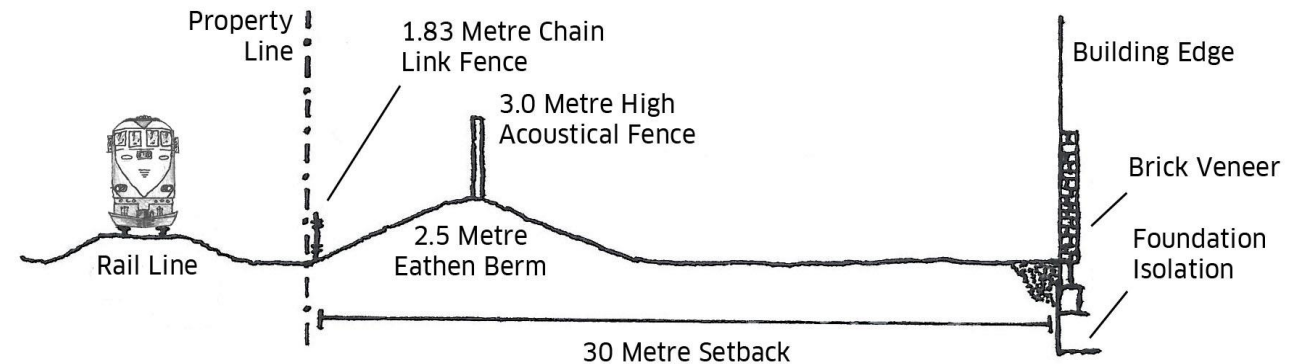 Property
Line
1.83 Metre Chain
Link Fence
3.0 Metre High
Acoustical Fence
Building Edge
Brick Veneer
Foundation
Isolation
Rail Line
2.5 Metre
Eathen Berm
30 Metre Setback